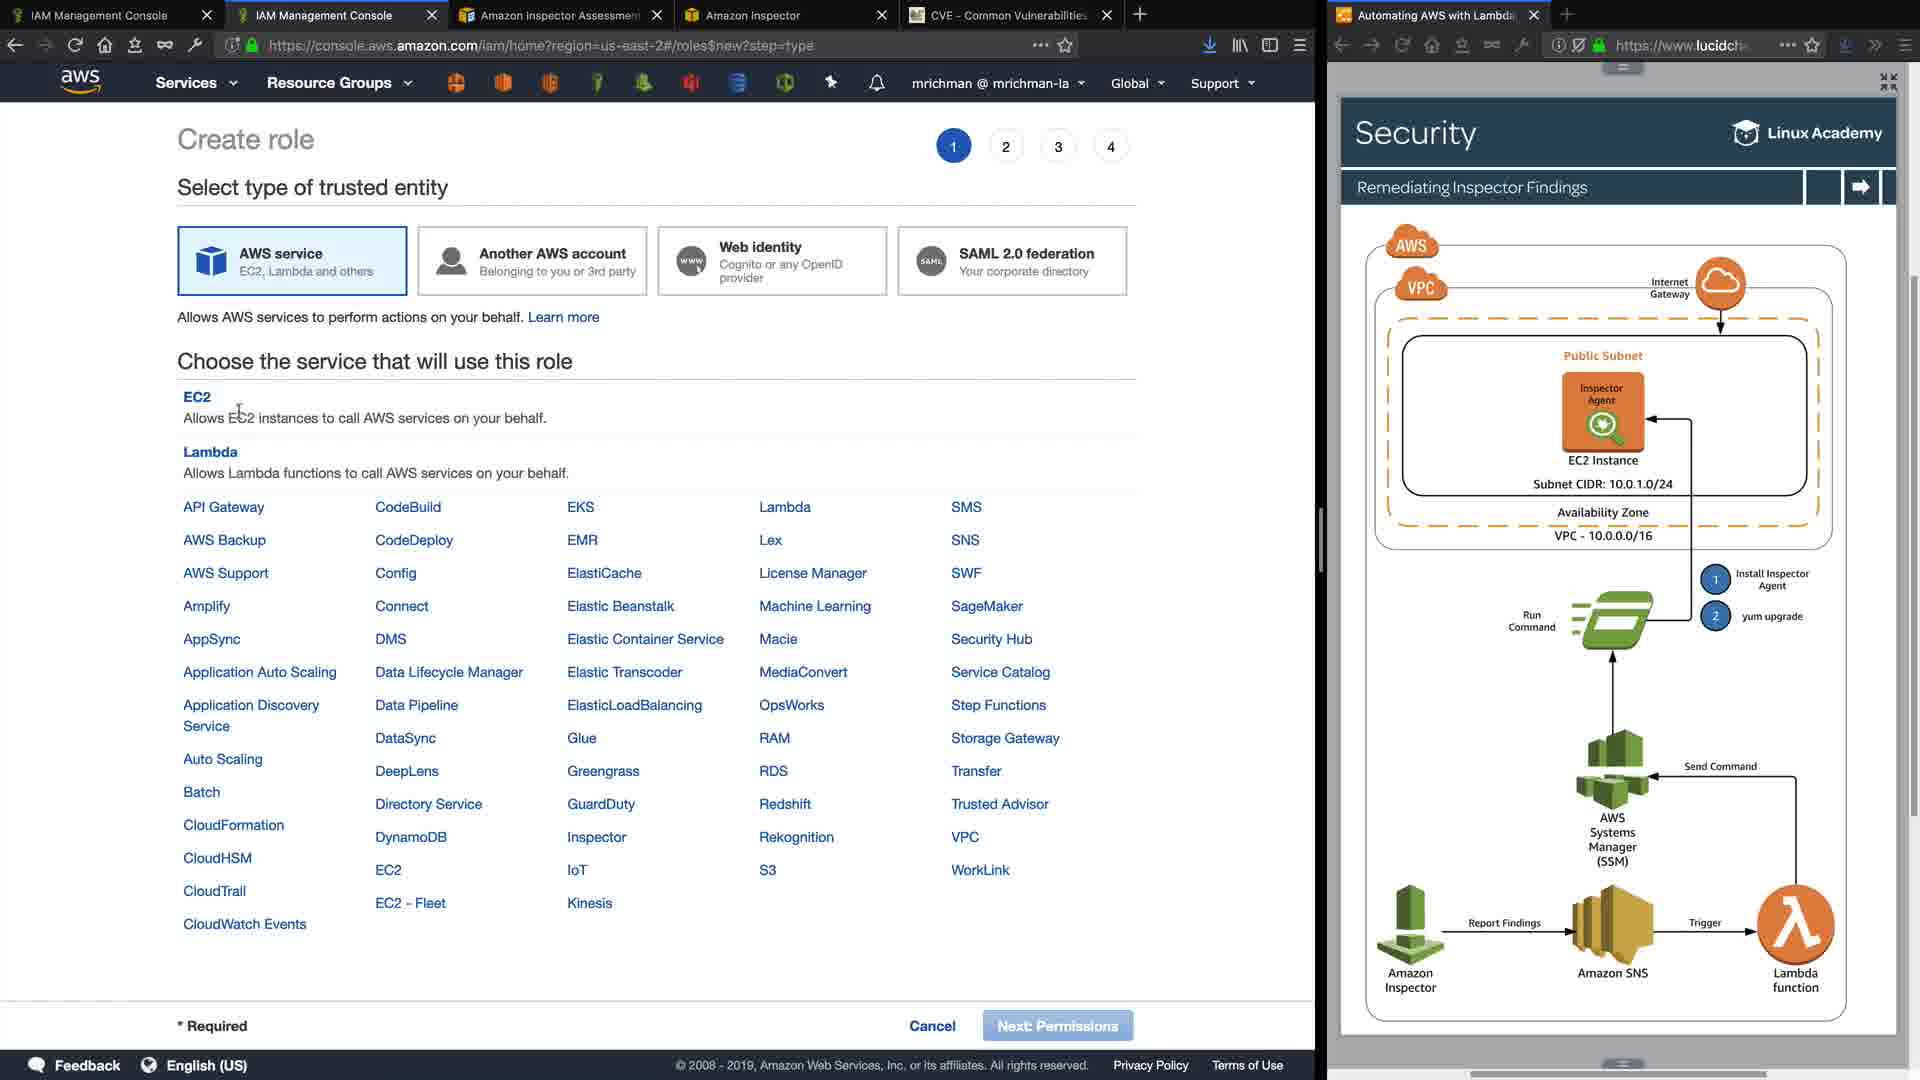 IAM Management Console
IAM Management Console
Amazon Inspector Assessmen
Amazon Inspector
CVE - Common Vulnerabilities
Automating AWS with Lambda
https://console.aws.amazon.com/iam/home?region=us-east-2#/roles$new?step=type
https://www.lucidch
aws
Services
Resource Groups
mrichman @ mrichman-la
Global
Support
Create role
1
2
3
4
Select type of trusted entity
AWS service
EC2, Lambda and others
Another AWS account
Belonging to you or 3rd party
www
Web identity
Cognito or any OpenID
provider
SAML
SAML 2.0 federation
Your corporate directory
Allows AWS services to perform actions on your behalf. Learn more
Choose the service that will use this role
EC2
Allows EC2 instances to call AWS services on your behalf.
Lambda
Allows Lambda functions to call AWS services on your behalf.
API Gateway
CodeBuild
EKS
Lambda
SMS
AWS Backup
CodeDeploy
EMR
Lex
SNS
AWS Support
Config
ElastiCache
License Manager
SWF
Amplify
Connect
Elastic Beanstalk
Machine Learning
SageMaker
AppSync
DMS
Elastic Container Service
Macie
Security Hub
Application Auto Scaling
Data Lifecycle Manager
Elastic Transcoder
MediaConvert
Service Catalog
Application Discovery
Service
Data Pipeline
ElasticLoadBalancing
OpsWorks
Step Functions
DataSync
Glue
RAM
Storage Gateway
Auto Scaling
DeepLens
Greengrass
RDS
Transfer
Batch
Directory Service
GuardDuty
Redshift
Trusted Advisor
CloudFormation
DynamoDB
Inspector
Rekognition
VPC
CloudHSM
EC2
IoT
S3
WorkLink
CloudTrail
EC2 - Fleet
Kinesis
CloudWatch Events
* Required
Cancel
Next: Permissions
Feedback
English (US)
© 2008 - 2019, Amazon Web Services, Inc. or its affiliates. All rights reserved.
Privacy Policy
Terms of Use
Security
Linux Academy
Remediating Inspector Findings
AWS
VPC
Internet
Gateway
Public Subnet
Inspector
Agent
EC2 Instance
Subnet CIDR: 10.0.1.0/24
Availability Zone
VPC - 10.0.0.0/16
1
Install Inspector
Agent
2
yum upgrade
Run
Command
Send Command
AWS
Systems
Manager
(SSM)
Report Findings
Trigger
Amazon
Inspector
Amazon SNS
Lambda
function